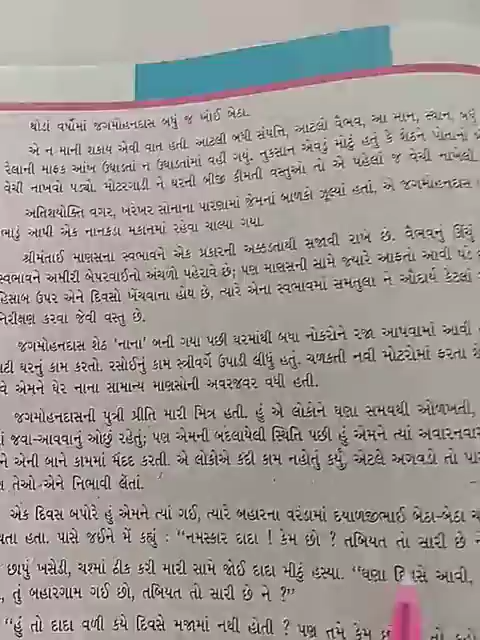 થોડાં વર્ષોમાં જગમોહનદાસ બધું જ ખોઈ બેઠા.
એ ન માની શકાય એવી વાત હતી. આટલી બધી સંપત્તિ, આટલો વૈભવ, આ માન, સ્થાન, બધું
રેલાની માફક આંખ ઉઘાડતાં ન ઉઘાડતાંમાં વહી ગયું. નુકસાન એવડું મોટું હતું કે શેઠને પોતાનો
વેચી નાખવો પડ્યો. મોટરગાડી ને ઘરની બીજી કીમતી વસ્તુઓ તો એ પહેલાં જ વેચી નાખેલી
અતિશયોક્તિ વગર, ખરેખર સોનાના પારણામાં જેમનાં બાળકો ઝૂલ્યાં હતાં, એ જગમોહનદાસ
ભાડું આપી એક નાનકડા મકાનમાં રહેવા ચાલ્યા ગયા.
શ્રીમંતાઈ માણસના સ્વભાવને એક પ્રકારની અક્કડતાથી સજાવી રાખે છે. વૈભવનું ઊંચું
સ્વભાવને અમીરી બેપરવાઈનો અંચળો પહેરાવે છે; પણ માણસની સામે જ્યારે આફતો આવી
હિસાબ ઉપર એને દિવસો ખેંચવાના હોય છે, ત્યારે એના સ્વભાવમાં સમતુલા ને ઔદાર્ય કેટલાં
નિરીક્ષણ કરવા જેવી વસ્તુ છે.
જગમોહનદાસ શેઠ 'નાના' બની ગયા પછી ઘરમાંથી બધા નોકરોને રજા આપવામાં આવી
ઘરનું કામ કરતો. રસોઈનું કામ સ્ત્રીવર્ગે ઉપાડી લીધું હતું. ચળકતી નવી મોટરોમાં ફરતા
એમને ઘેર નાના સામાન્ય માણસોની અવરજવર વધી હતી.
જગમોહનદાસની પુત્રી પ્રીતિ મારી મિત્ર હતી. હું એ લોકોને ઘણા સમયથી ઓળખતી,
જવા-આવવાનું ઓછું રહેતું; પણ એમની બદલાયેલી સ્થિતિ પછી હું એમને ત્યાં અવારનવાર
ને એની બાને કામમાં મદદ કરતી. એ લોકોએ કદી કામ નહોતું કર્યું, એટલે અગવડો તો
તેઓ એને નિભાવી લેતાં.
એક દિવસ બપોરે હું એમને ત્યાં ગઈ, ત્યારે બહારના વરંડામાં દયાળજીભાઈ બેઠા-બેઠા
હતા. પાસે જઈને મેં કહ્યું : "નમસ્કાર દાદા ! કેમ છો ? તબિયત તો સારી છે
છાપું ખસેડી, ચશ્માં ઠીક કરી મારી સામે જોઈ દાદા મીઠું હસ્યા. "ઘણા દિવસે આવી,
તું બહારગામ ગઈ છો, તબિયત તો સારી છે ને ?"
"હું તો દાદા વળી કયે દિવસે મજામાં નથી હોતી ? પણ તમે કેમ